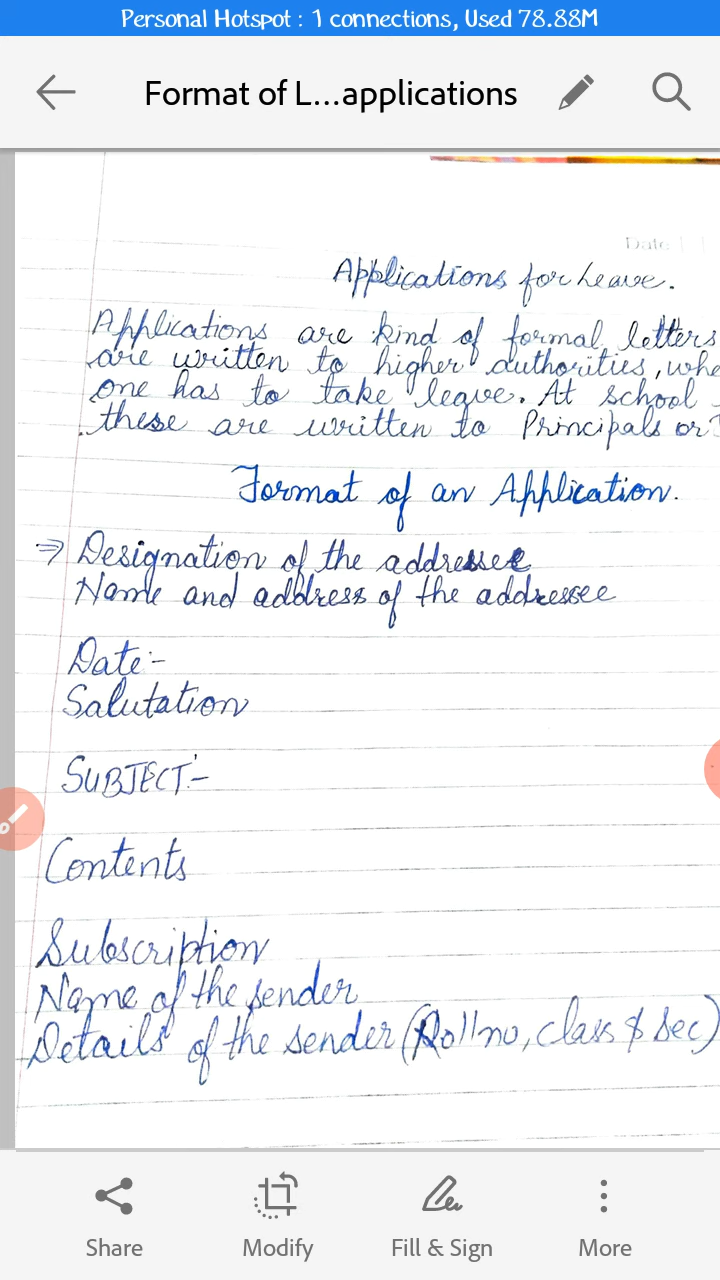 Personal Hotspot : 1 connections, Used 78.88M
Format of L...applications
Date
Applications for Leave.
Applications are kind of formal letters
are written to higher authorities, whe
one has to take leave. At school
these are written to Principals or
Format of an Application.
⇒ Designation of the addressee
Name and address of the addressee
Date:-
Salutation
SUBJECT:-
Contents
Subscription
Name of the sender
Details of the sender (Roll no, class & sec)
Share
Modify
Fill & Sign
More